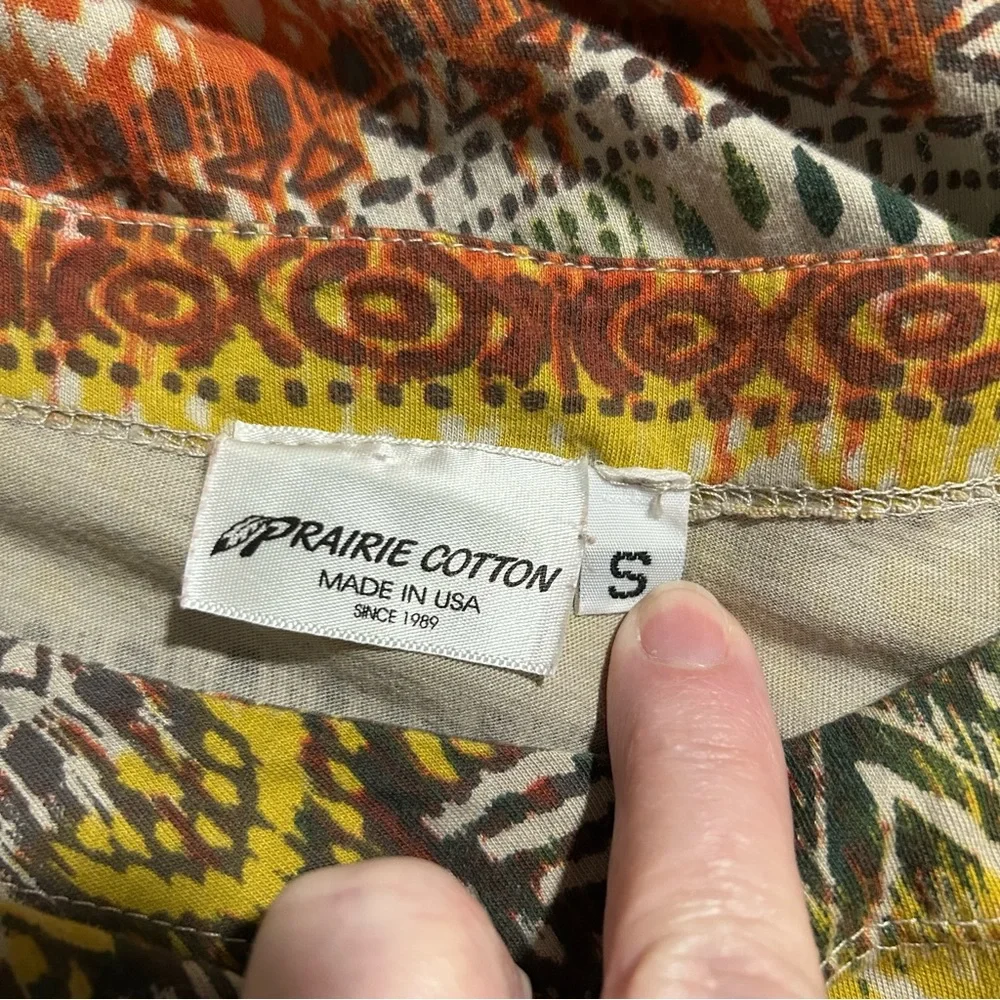 PRAIRIE COTTON
MADE IN USA
SINCE 1989
S